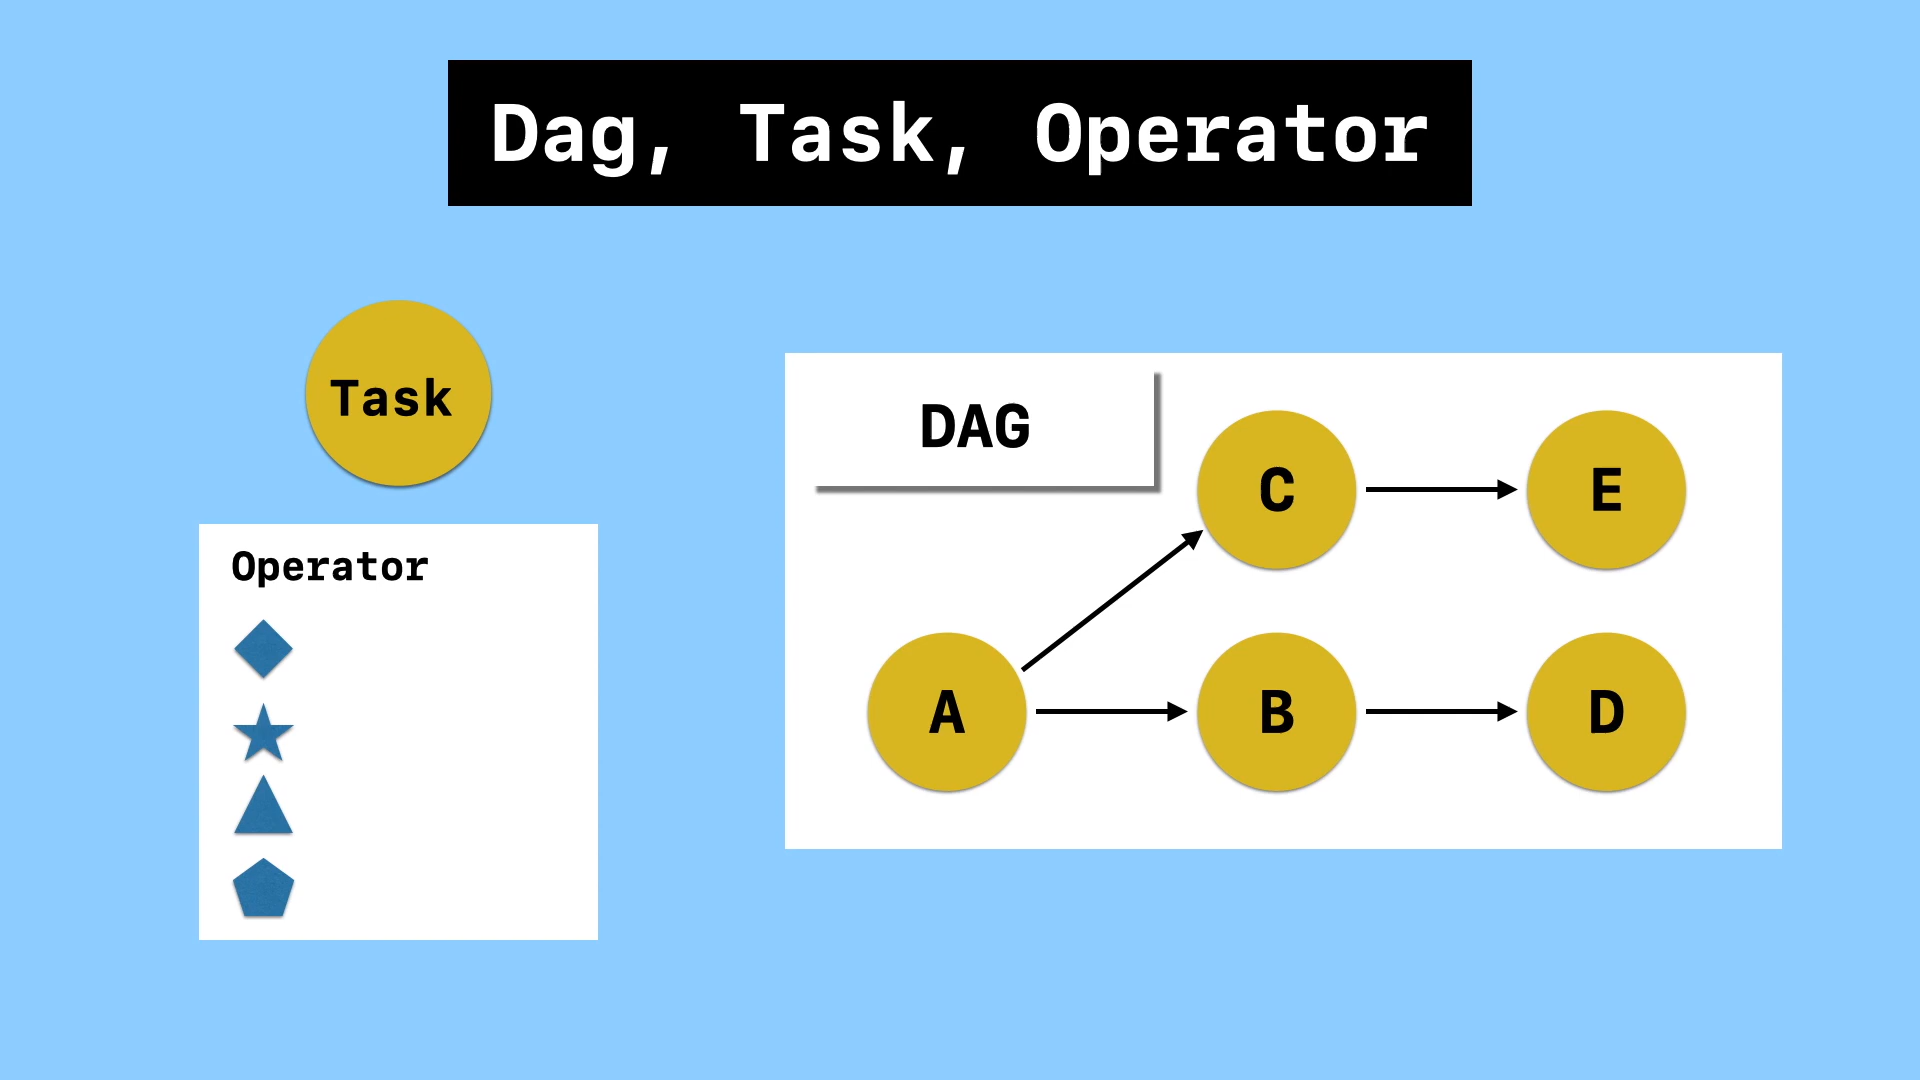 Dag, Task, Operator
Task
Operator
DAG
C
E
A
B
D